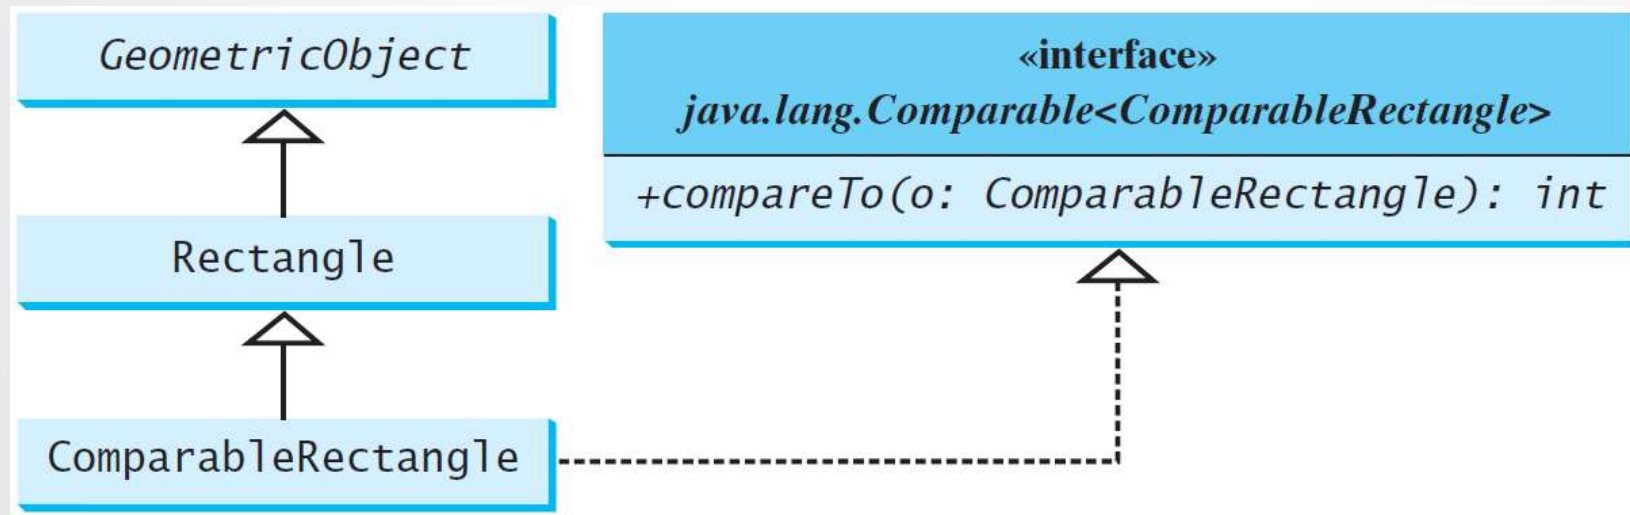 GeometricObject
Rectangle
ComparableRectangle
«interface»
java.lang.Comparable<ComparableRectangle>
+compareTo(o: ComparableRectangle): int